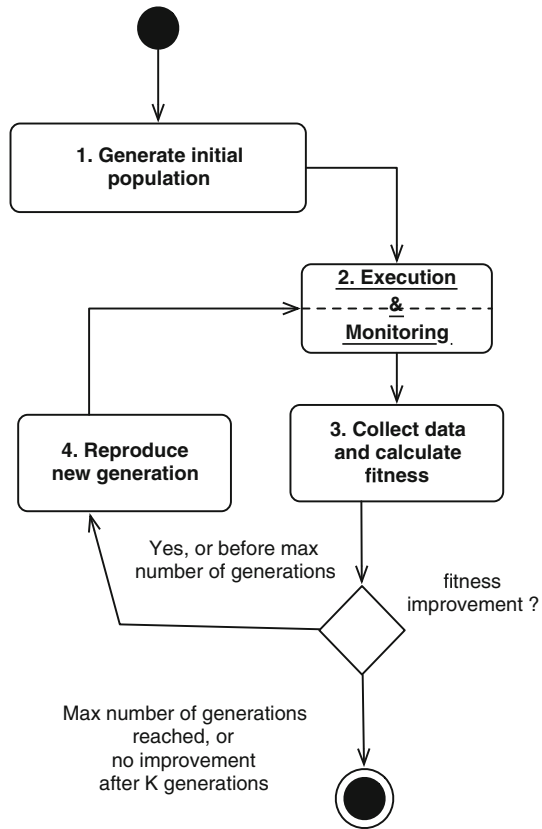 1. Generate initial
population
2. Execution
&
Monitoring
3. Collect data
and calculate
fitness
4. Reproduce
new generation
Yes, or before max
number of generations
fitness
improvement ?
Max number of generations
reached, or
no improvement
after K generations